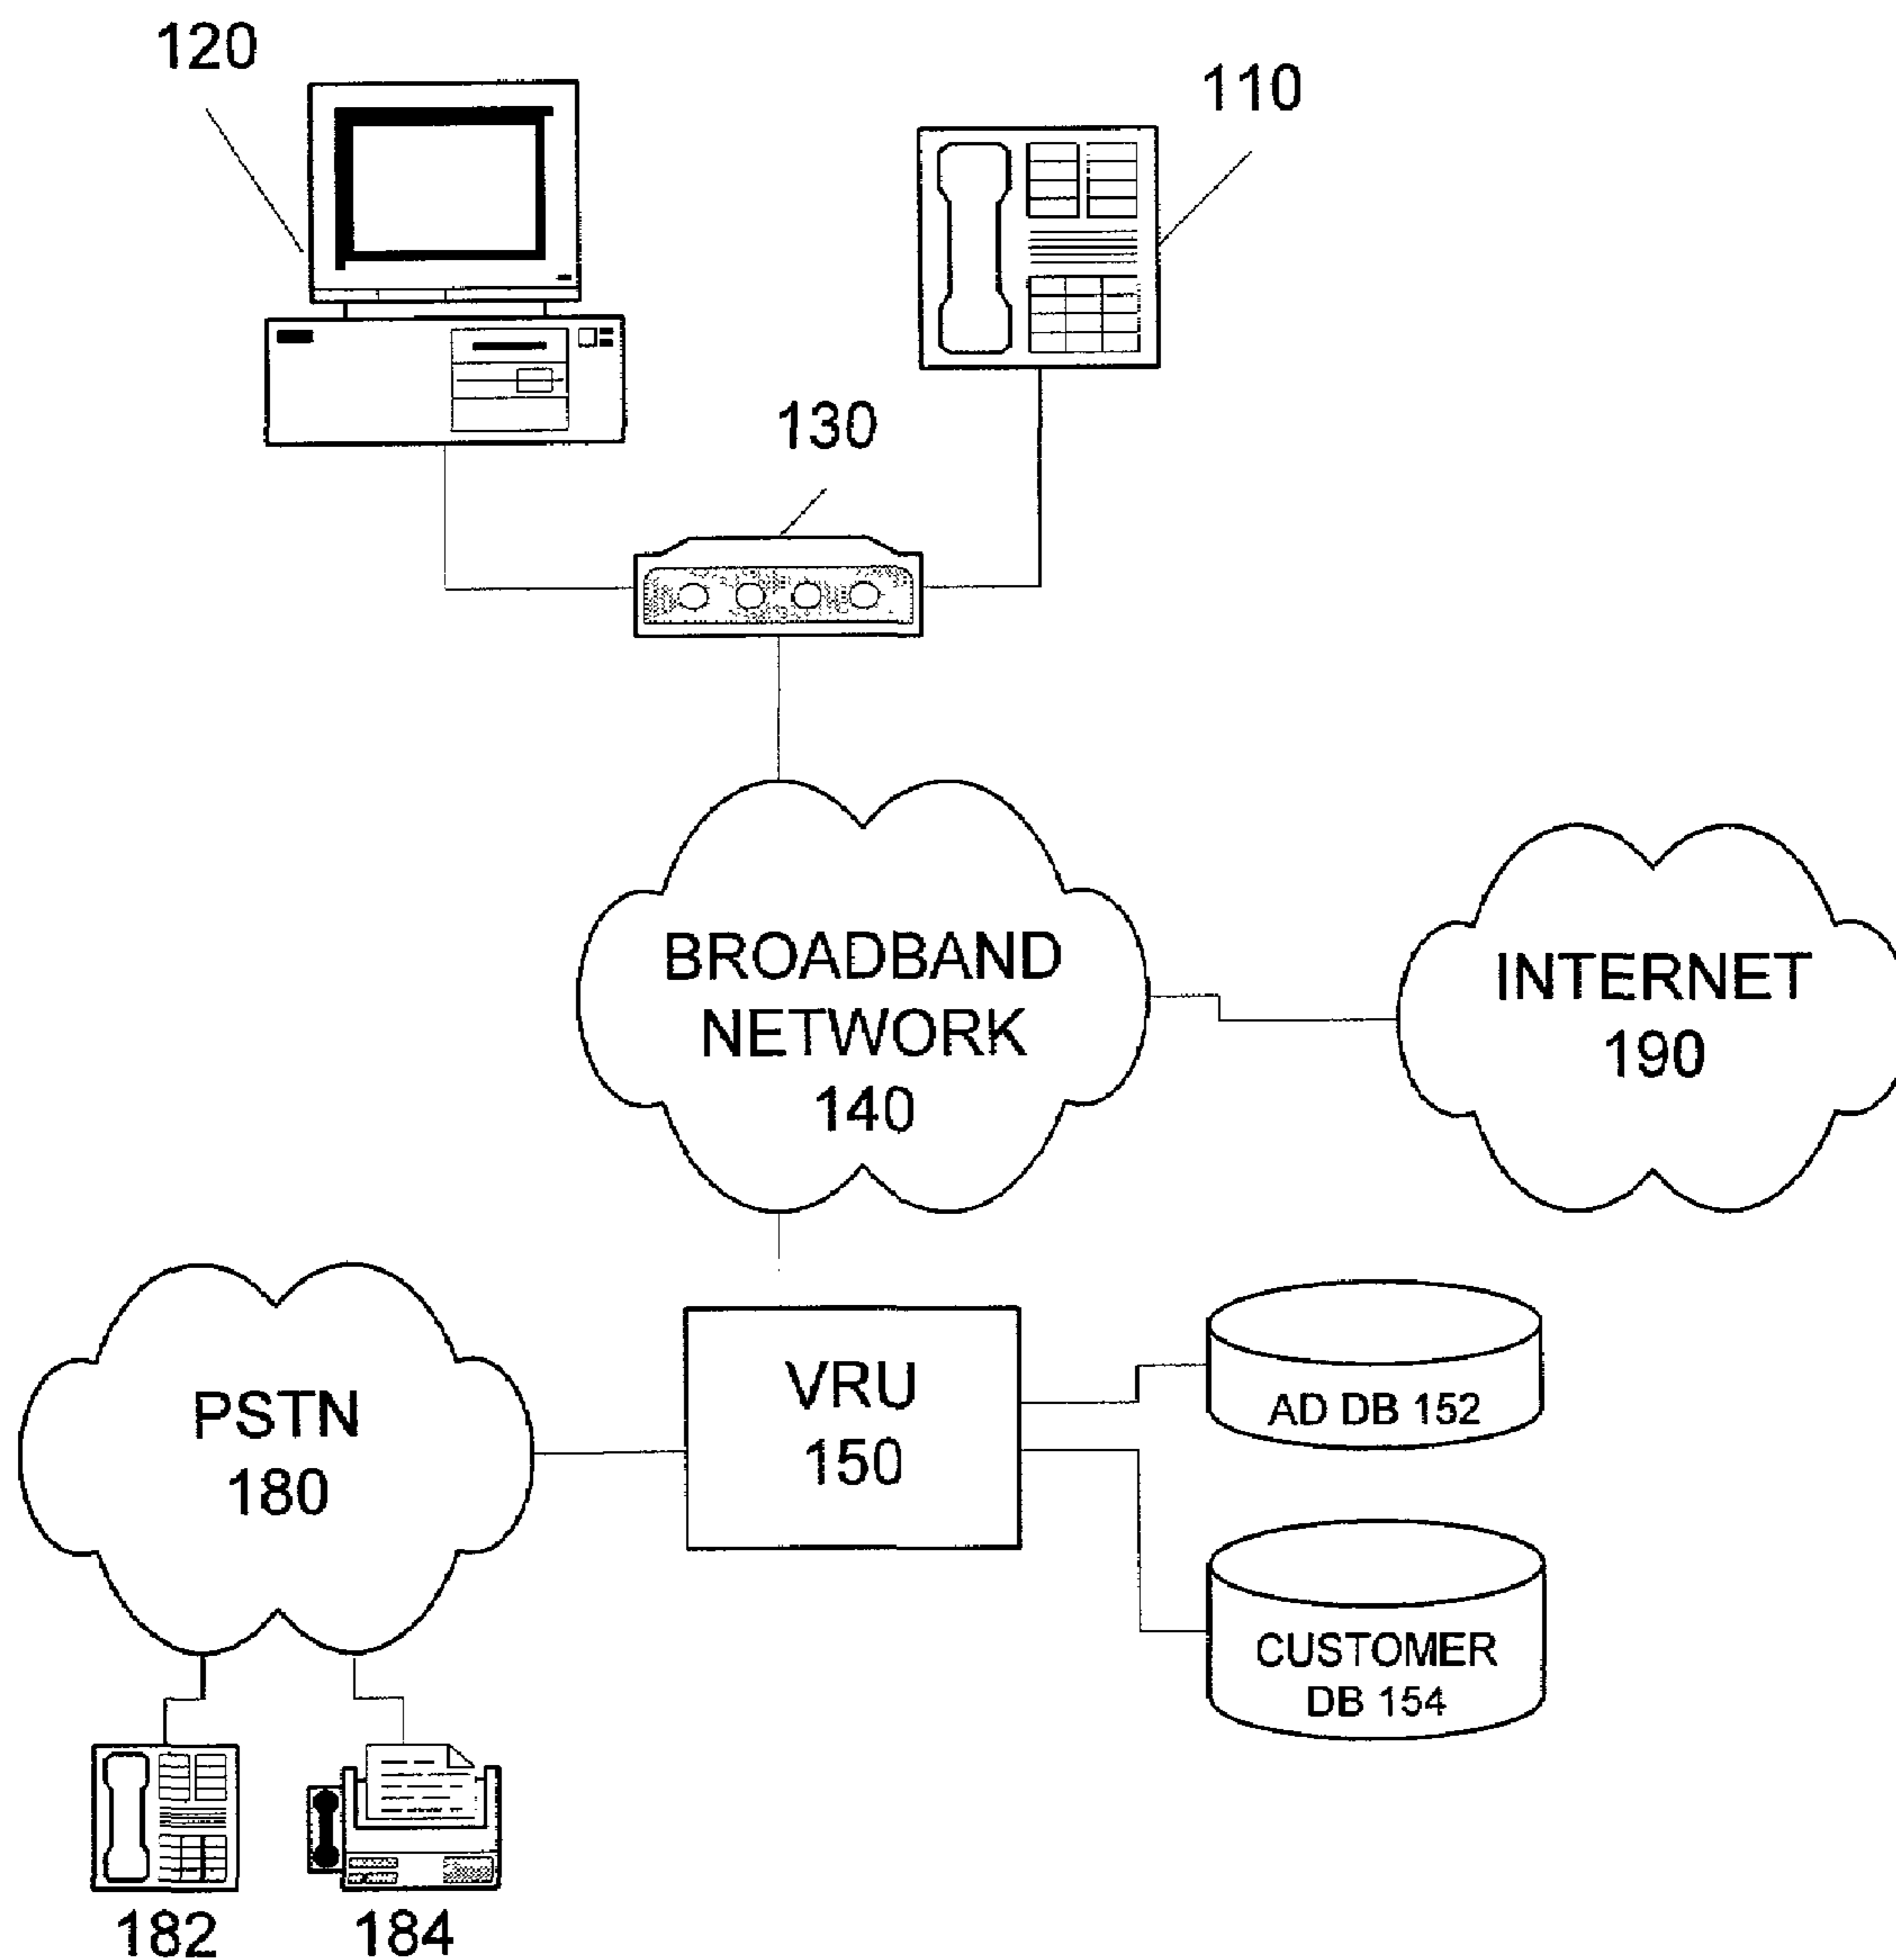 120
110
130
BROADBAND
NETWORK
140
INTERNET
190
PSTN
180
VRU
150
AD DB 152
CUSTOMER
DB 154
182
184